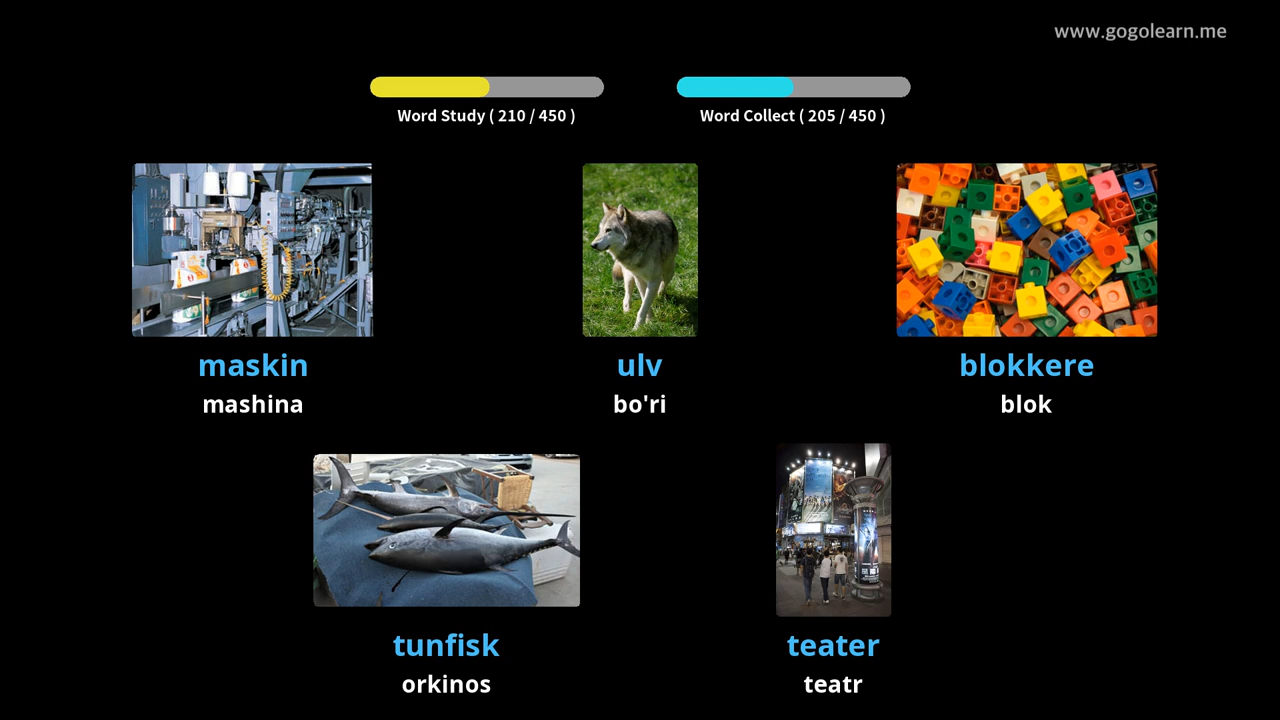 www.gogolearn.me
Word Study ( 210 / 450 )
Word Collect ( 205 / 450 )
maskin
mashina
ulv
bo'ri
blokkere
blok
tunfisk
orkinos
teater
teatr